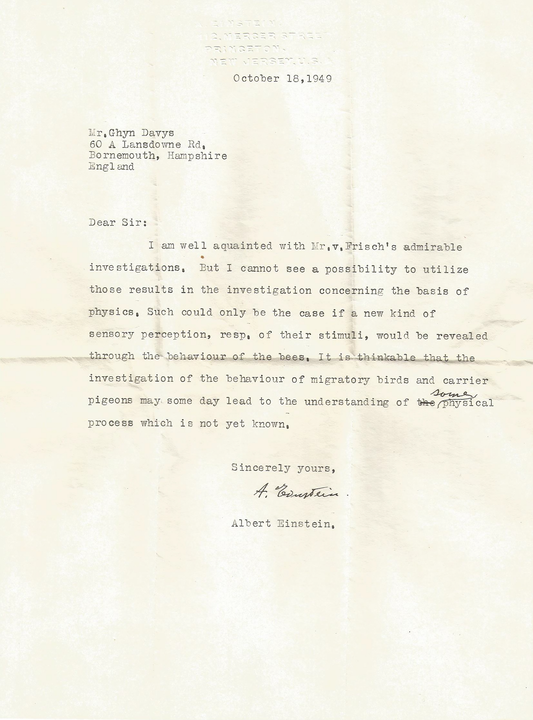 MERCER STREET
PRINCETON.
NEW JERSEY, U.S.A
October 18,1949
Mr.Ghyn Davys
60 A Lansdowne Rd.
Bornemouth, Hampshire
England
Dear Sir:
I am well aquainted with Mr.v.Frisch's admirable
investigations. But I cannot see a possibility to utilize
those results in the investigation concerning the basis of
physics. Such could only be the case if a new kind of
sensory perception, resp. of their stimuli, would be revealed
through the behaviour of the bees. It is thinkable that the
investigation of the behaviour of migratory birds and carrier
pigeons may some day lead to the understanding of the some physical
process which is not yet known.
Sincerely yours,
A. Einstein.
Albert Einstein.